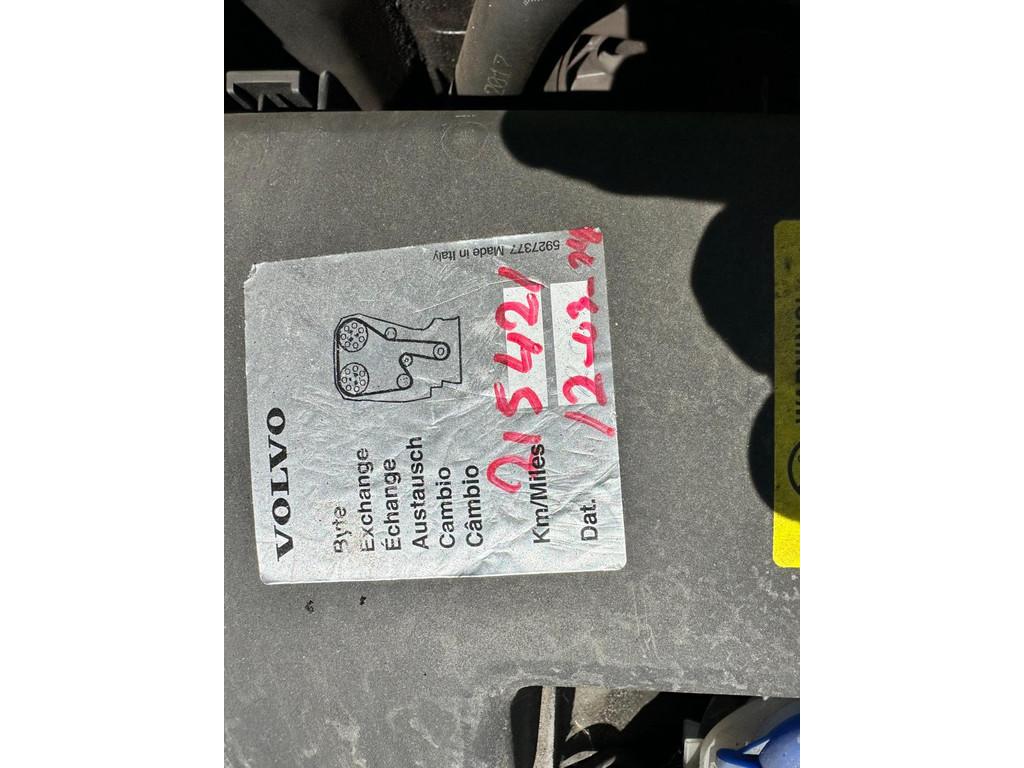 2017
5927377 Made in Italy
VOLVO
Byte
Exchange
Échange
Austausch
Cambio
Câmbio
Km/Miles 215421
Dat. 12-03-24
WARNING